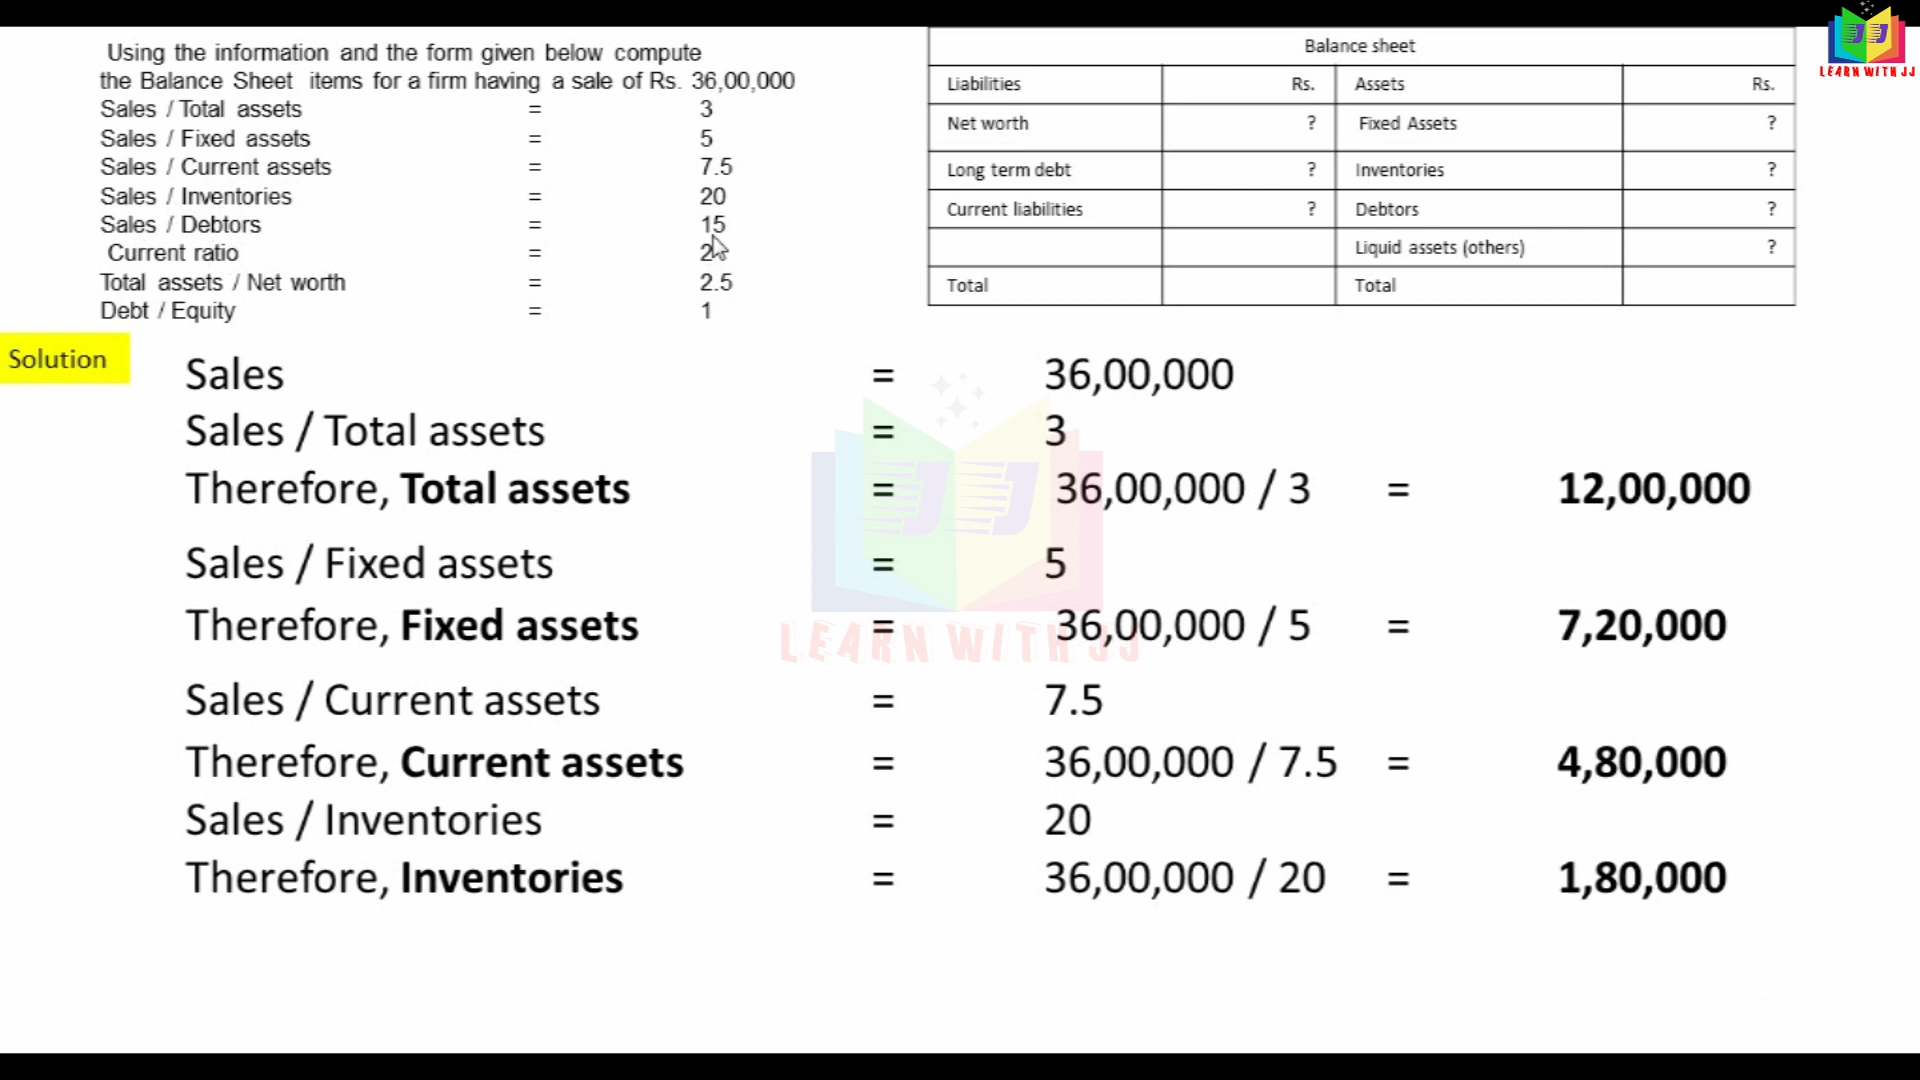 Using the information and the form given below compute
the Balance Sheet items for a firm having a sale of Rs. 36,00,000
Sales / Total assets = 3
Sales / Fixed assets = 5
Sales / Current assets = 7.5
Sales / Inventories = 20
Sales / Debtors = 15
Current ratio = 2
Total assets / Net worth = 2.5
Debt / Equity = 1
Balance sheet
Liabilities Rs. Assets Rs.
Net worth ? Fixed Assets ?
Long term debt ? Inventories ?
Current liabilities ? Debtors ?
Liquid assets (others) ?
Total Total
JJ
LEARN WITH JJ
Solution
Sales = 36,00,000
Sales / Total assets = 3
Therefore, Total assets = 36,00,000 / 3 = 12,00,000
Sales / Fixed assets = 5
Therefore, Fixed assets = 36,00,000 / 5 = 7,20,000
Sales / Current assets = 7.5
Therefore, Current assets = 36,00,000 / 7.5 = 4,80,000
Sales / Inventories = 20
Therefore, Inventories = 36,00,000 / 20 = 1,80,000
JJ
LEARN WITH JJ